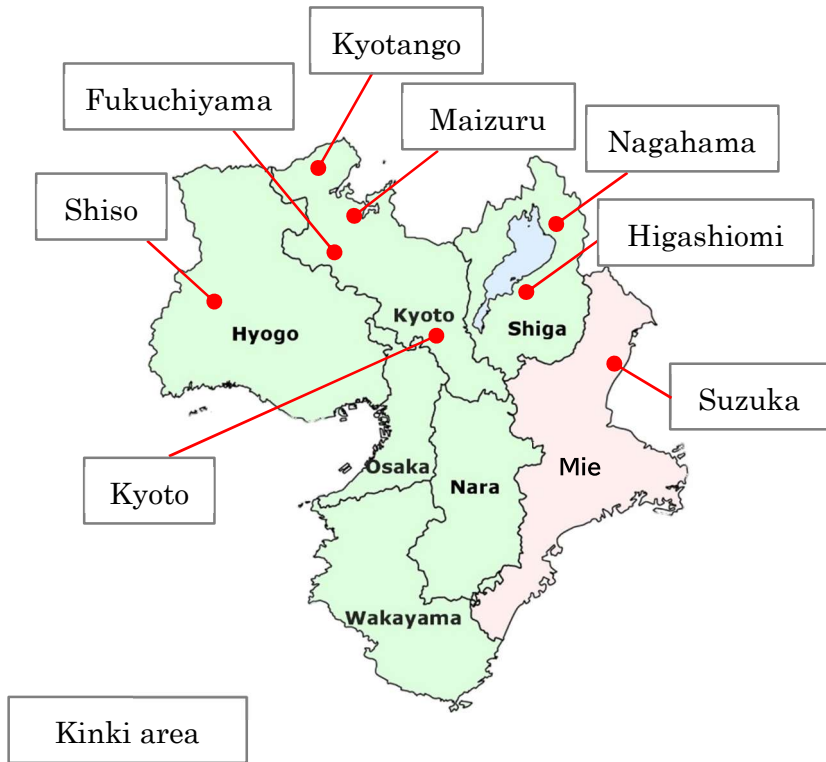 Kyotango
Fukuchiyama
Maizuru
Nagahama
Shiso
Higashiomi
Kyoto
Hyogo
Shiga
Suzuka
Osaka
Mie
Kyoto
Nara
Wakayama
Kinki area